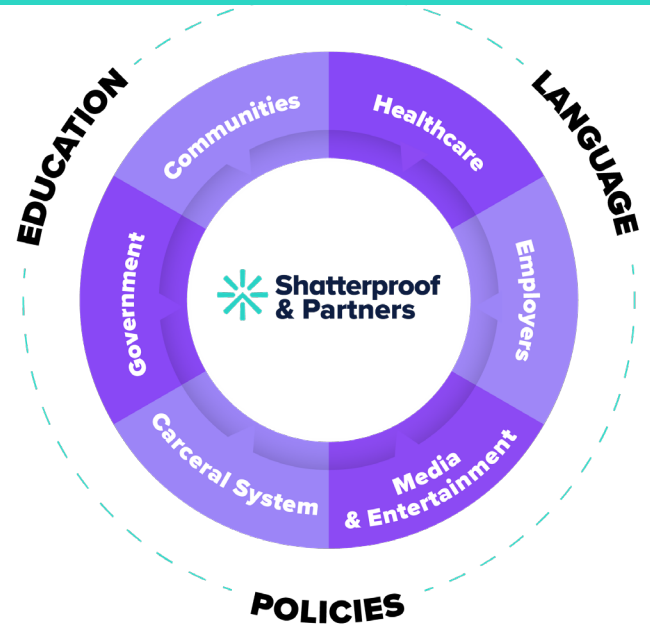 EDUCATION
LANGUAGE
Communities
Healthcare
Government
Shatterproof
& Partners
Employers
Carceral System
Media
& Entertainment
POLICIES